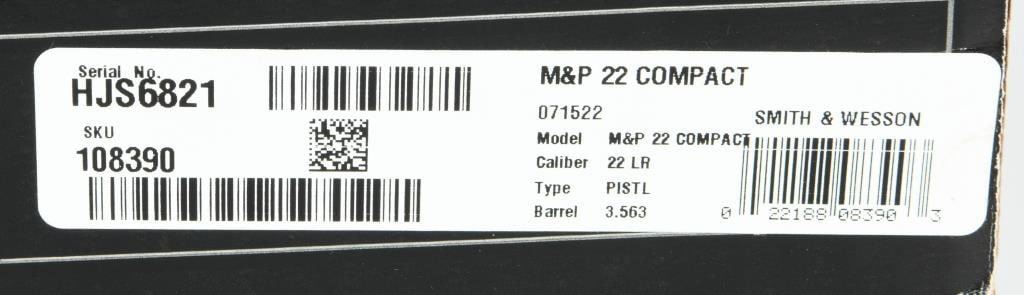 Serial No.
HJS6821
SKU
108390
M&P 22 COMPACT
071522
Model M&P 22 COMPACT
Caliber 22 LR
Type PISTL
Barrel 3.563
SMITH & WESSON
0 22188 08390 3